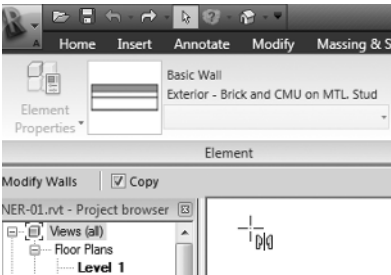 A
Home Insert Annotate Modify Massing & S
Basic Wall
Exterior - Brick and CMU on MTL. Stud
Element
Properties
Element
Modify Walls Copy
NER-01.rvt - Project browser
Views (all)
Floor Plans
Level 1